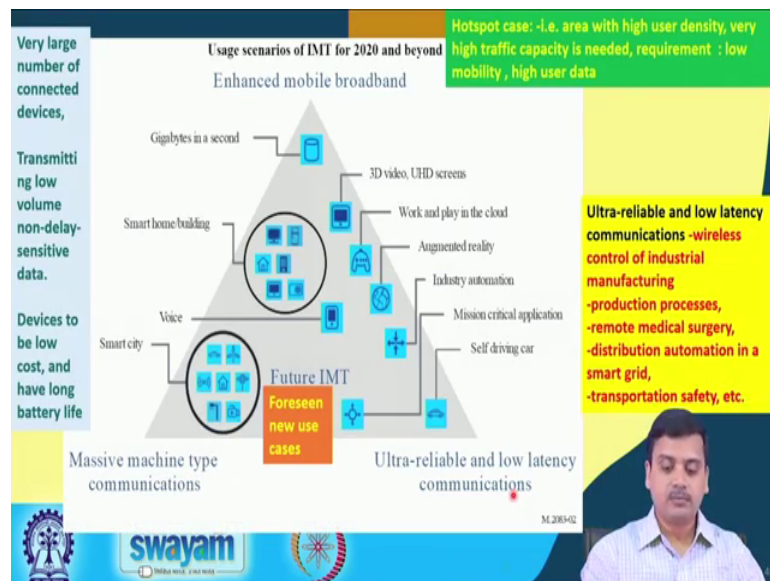 Very large
number of
connected
devices,
Transmitti
ng low
volume
non-delay-
sensitive
data.
Devices to
be low
cost, and
have long
battery life
Usage scenarios of IMT for 2020 and beyond
Enhanced mobile broadband
Gigabytes in a second
3D video, UHD screens
Smart home/building
Work and play in the cloud
Augmented reality
Industry automation
Voice
Mission critical application
Smart city
Self driving car
Future IMT
Foreseen
new use
cases
Massive machine type
communications
Ultra-reliable and low latency
communications
M.2083-02
Hotspot case: -i.e. area with high user density, very
high traffic capacity is needed, requirement : low
mobility , high user data
Ultra-reliable and low latency
communications -wireless
control of industrial
manufacturing
-production processes,
-remote medical surgery,
-distribution automation in a
smart grid,
-transportation safety, etc.
swayam